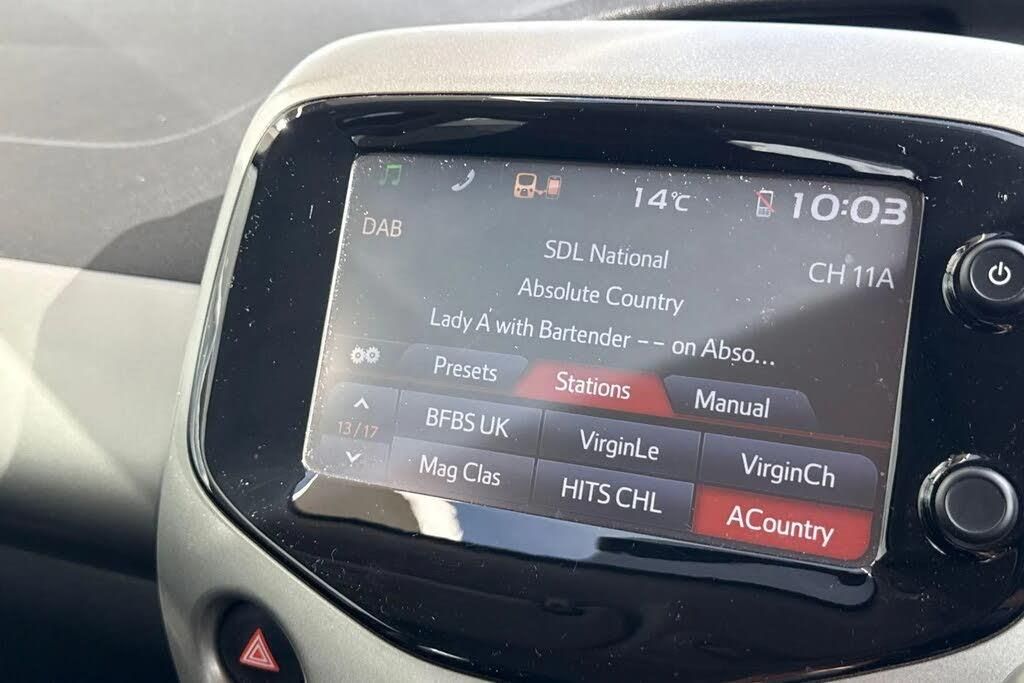 14°C 10:03
DAB
SDL National
CH 11A
Absolute Country
Lady A with Bartender -- on Abso...
Presets Stations Manual
13/17
BFBS UK VirginLe VirginCh
Mag Clas HITS CHL ACountry